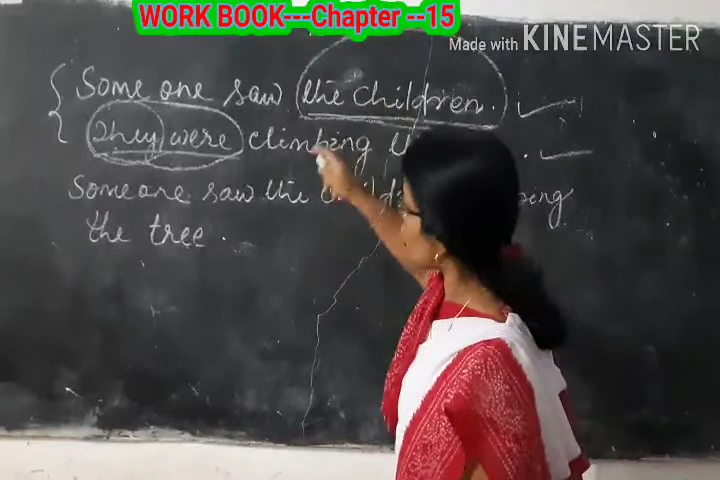 WORK BOOK---Chapter --15
Made with KINEMASTER
Some one saw the children.
They were climbing
Someone saw the
the tree.